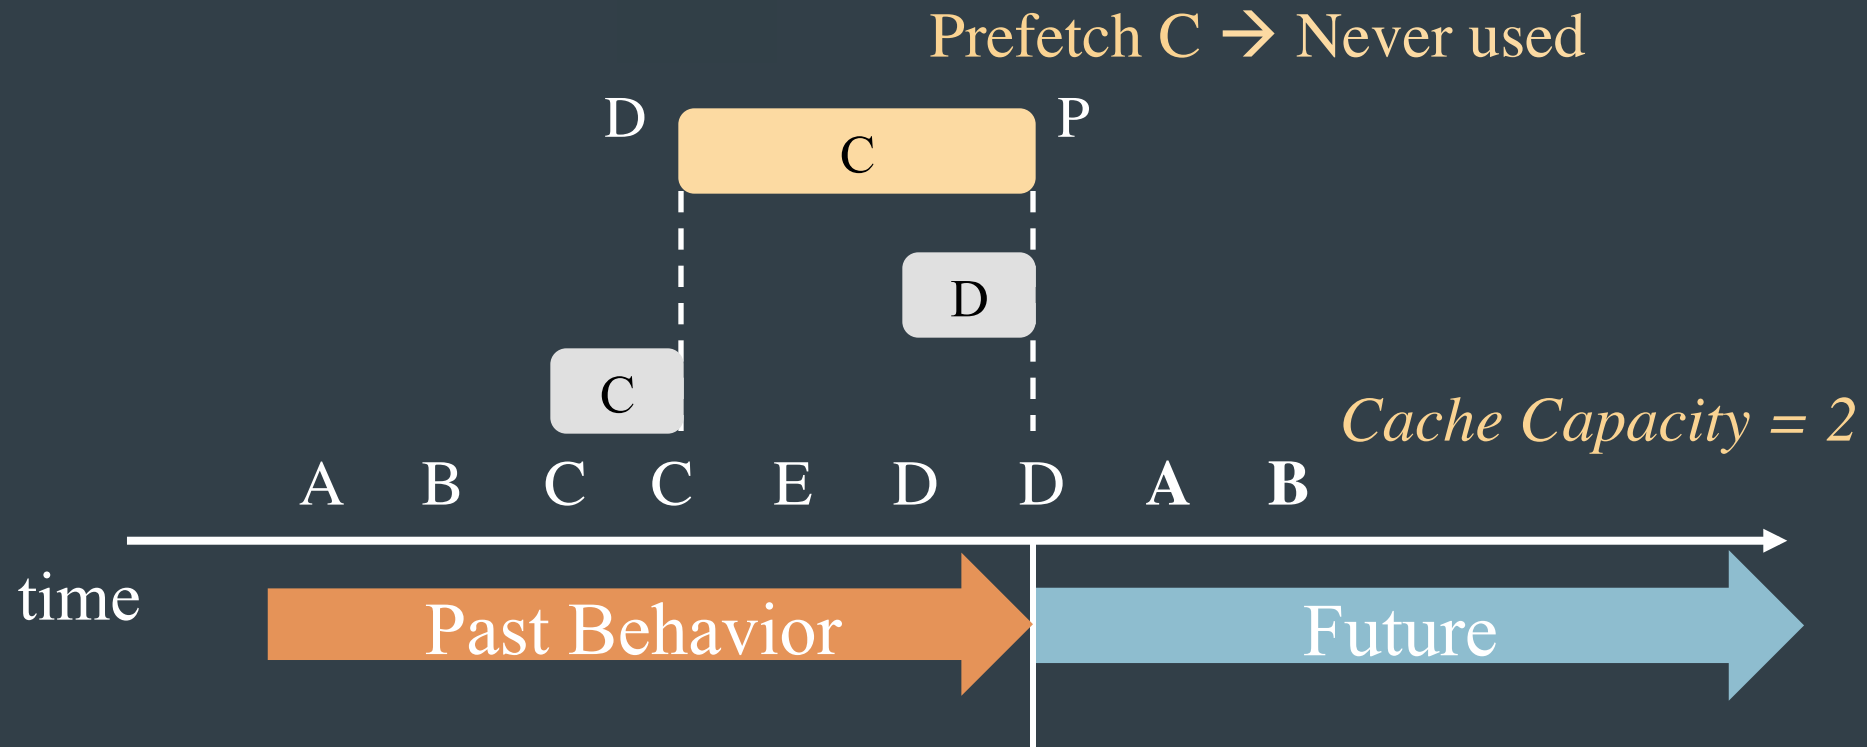 Prefetch C → Never used
D C P
D
C
Cache Capacity = 2
A B C C E D D A B
time
Past Behavior Future